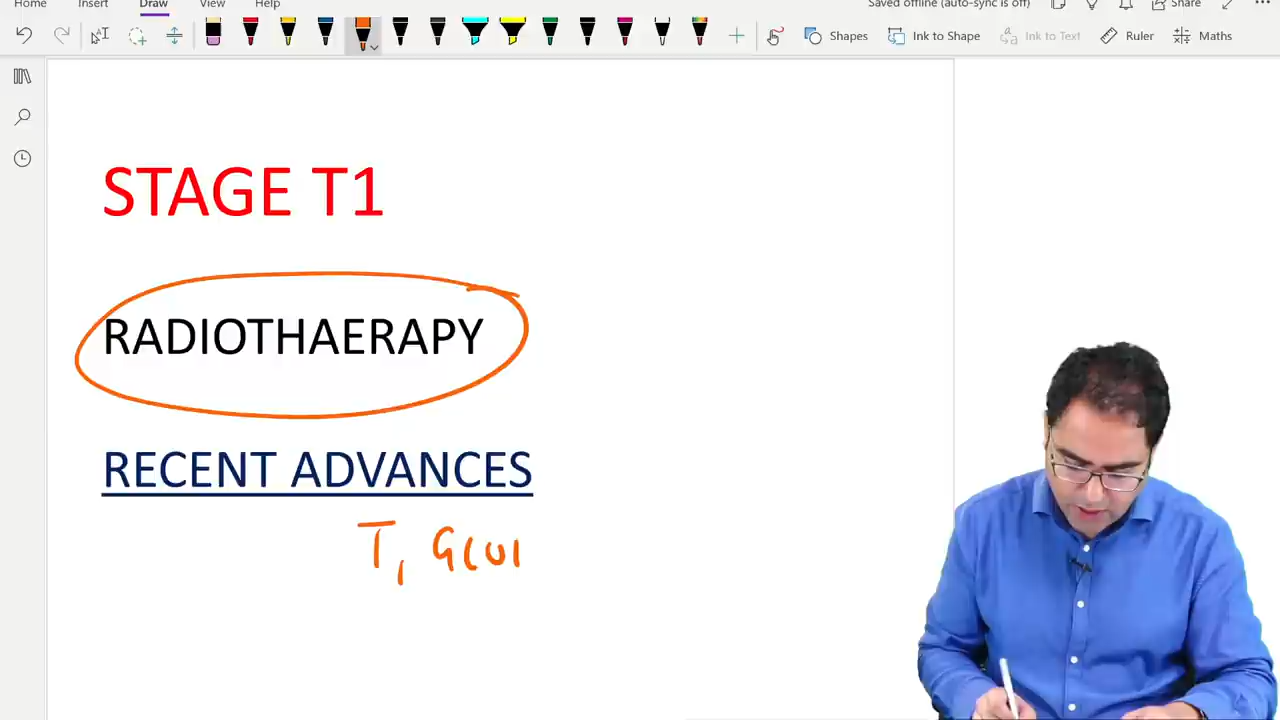 Home Insert Draw View Help Saved offline (auto-sync is off) Share
Shapes Ink to Shape Ink to Text Ruler Maths
STAGE T1
RADIOTHAERAPY
RECENT ADVANCES
T1